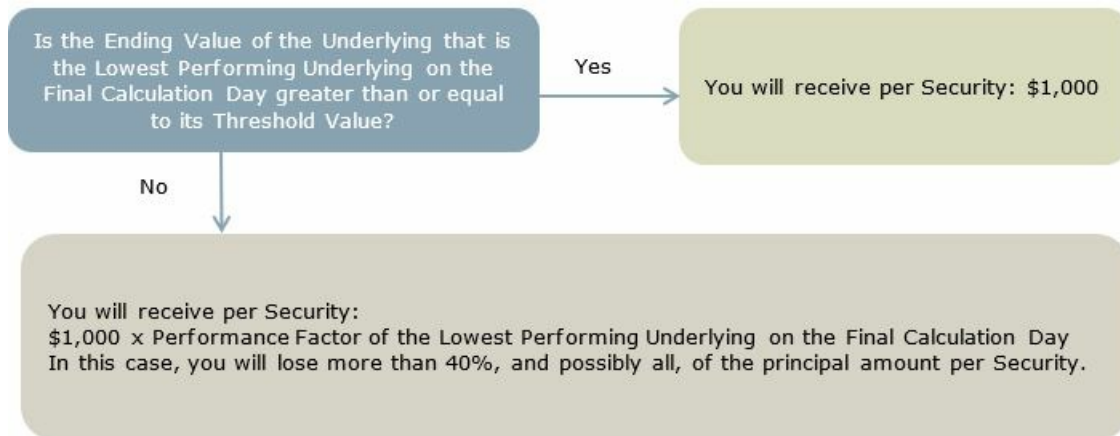 Is the Ending Value of the Underlying that is
the Lowest Performing Underlying on the
Final Calculation Day greater than or equal
to its Threshold Value?
Yes
You will receive per Security: $1,000
No
You will receive per Security:
$1,000 x Performance Factor of the Lowest Performing Underlying on the Final Calculation Day
In this case, you will lose more than 40%, and possibly all, of the principal amount per Security.